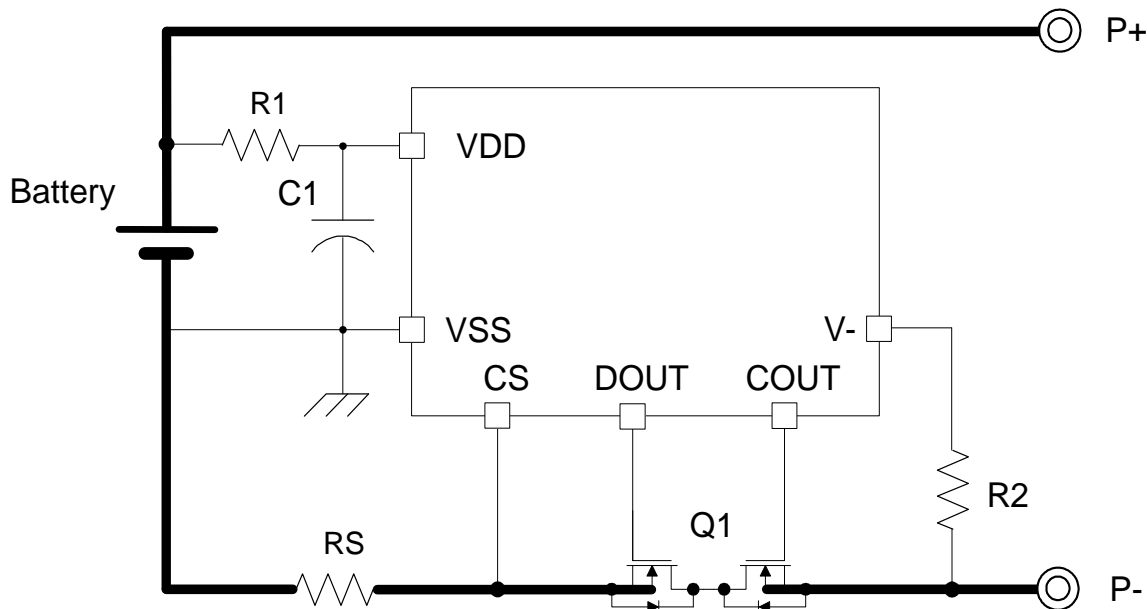 P+
R1
VDD
C1
Battery
VSS
V-
CS
DOUT
COUT
R2
Q1
RS
P-